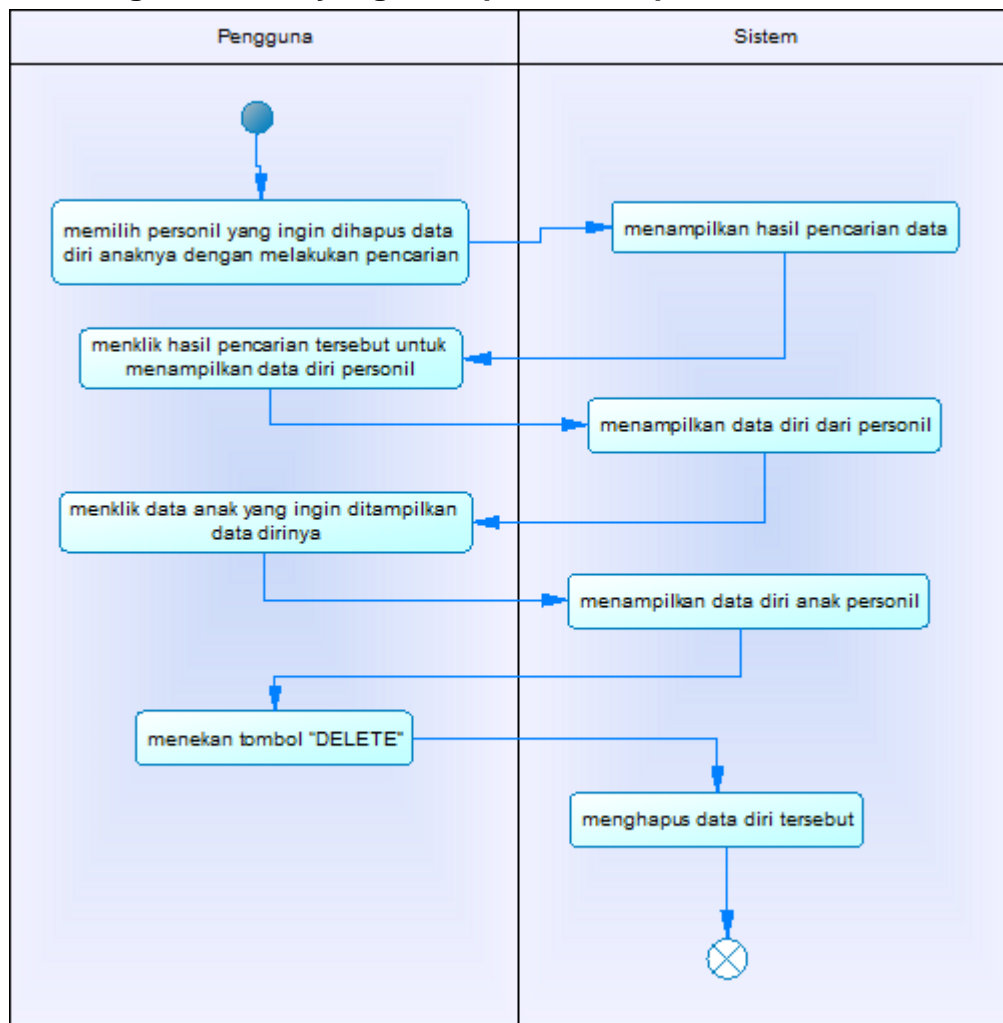 Pengguna
Sistem
memilih personil yang ingin dihapus data
diri anaknya dengan melakukan pencarian
menampilkan hasil pencarian data
menklik hasil pencarian tersebut untuk
menampilkan data diri personil
menampilkan data diri dari personil
menklik data anak yang ingin ditampilkan
data dirinya
menampilkan data diri anak personil
menekan tombol "DELETE"
menghapus data diri tersebut